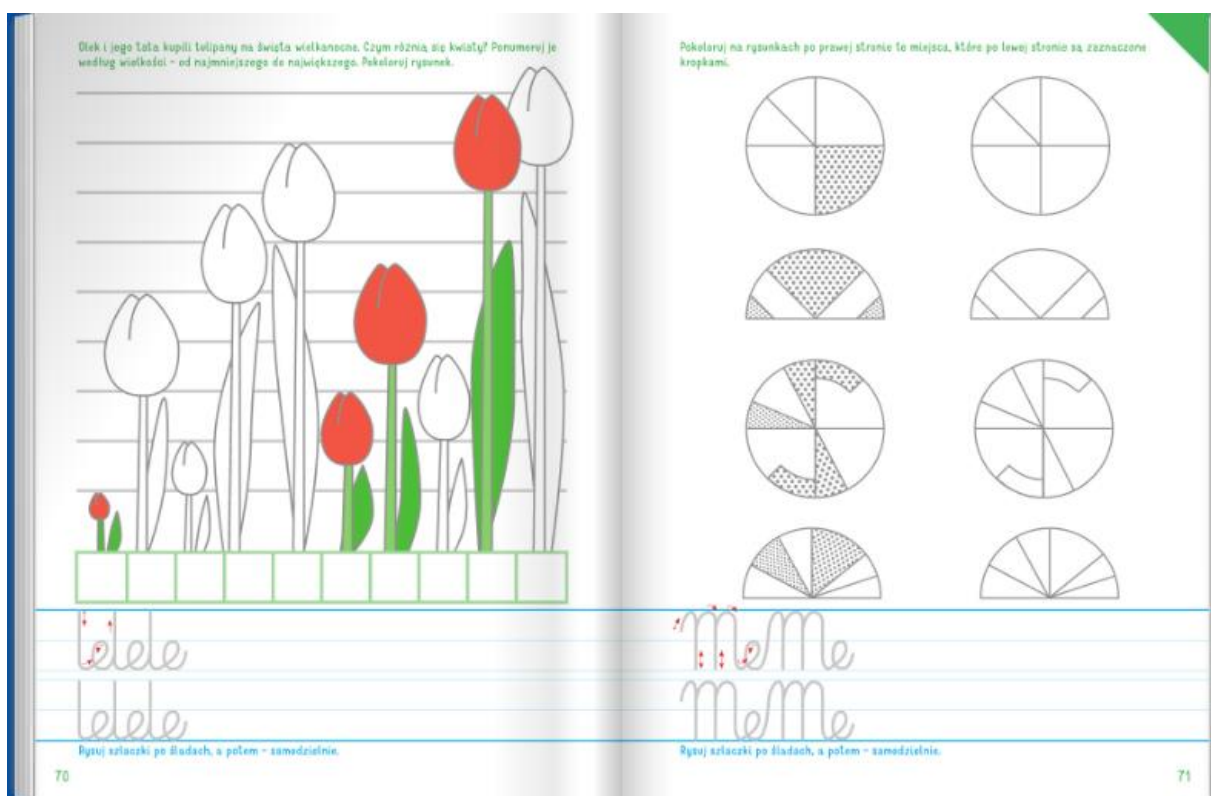 Olek i jego tata kupili tulipany na święta wielkanocne. Czym różnią się kwiaty? Ponumeruj je
według wielkości – od najmniejszego do największego. Pokoloruj rysunek.
lelele
lelele
Rysuj szlaczki po śladach, a potem – samodzielnie.
70
Pokoloruj na rysunkach po prawej stronie te miejsca, które po lewej stronie są zaznaczone
kropkami.
MeMe
MeMe
Rysuj szlaczki po śladach, a potem – samodzielnie.
71